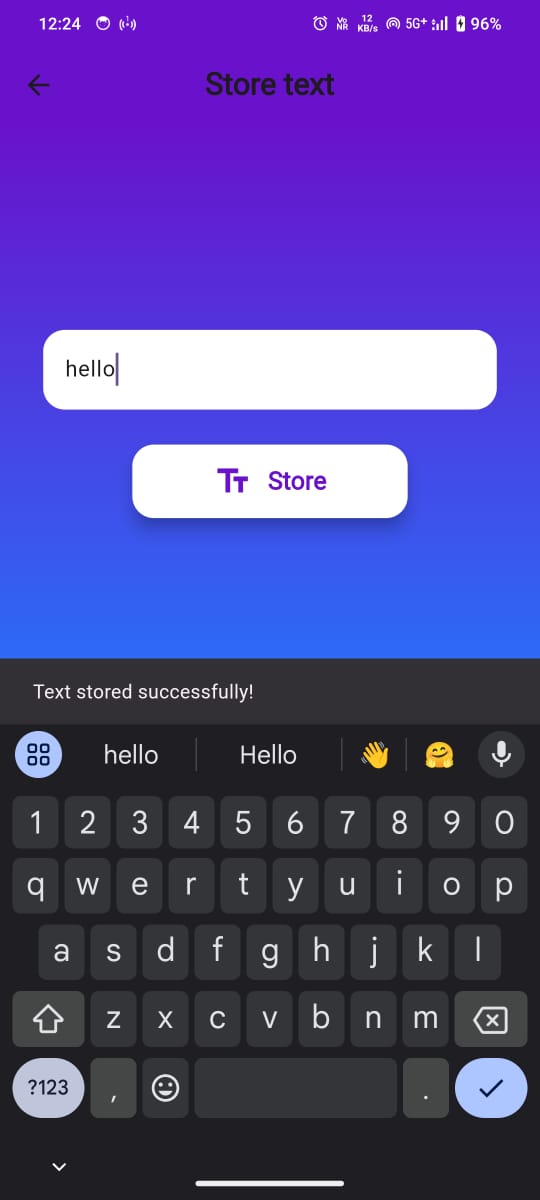 12:24 Vo NR 12 KB/s 5G+ 96%
Store text
hello
Tт Store
Text stored successfully!
hello Hello 👋 🤗
1 2 3 4 5 6 7 8 9 0
q w e r t y u i o p
a s d f g h j k l
z x c v b n m
?123 , .